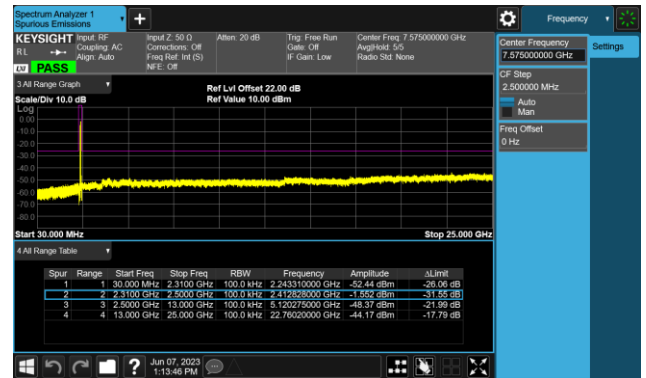 Spectrum Analyzer 1
Spurious Emissions
Frequency
KEYSIGHT
RL
LXI
PASS
Input: RF
Coupling: AC
Align: Auto
Input Z: 50 Ω
Corrections: Off
Freq Ref: Int (S)
NFE: Off
Atten: 20 dB
Trig: Free Run
Gate: Off
IF Gain: Low
Center Freq: 7.575000000 GHz
Avg|Hold: 5/5
Radio Std: None
Center Frequency
7.575000000 GHz
Settings
CF Step
2.500000 MHz
Auto
Man
Freq Offset
0 Hz
3 All Range Graph
Scale/Div 10.0 dB
Ref Lvl Offset 22.00 dB
Ref Value 10.00 dBm
Log
0.00
-10.0
-20.0
-30.0
-40.0
-50.0
-60.0
-70.0
-80.0
Start 30.000 MHz
Stop 25.000 GHz
4 All Range Table
Spur Range Start Freq Stop Freq RBW Frequency Amplitude ΔLimit
1 1 30.000 MHz 2.3100 GHz 100.0 kHz 2.243310000 GHz -52.44 dBm -26.06 dB
2 2 2.3100 GHz 2.5000 GHz 100.0 kHz 2.412828000 GHz -1.552 dBm -31.55 dB
3 3 2.5000 GHz 13.000 GHz 100.0 kHz 5.120275000 GHz -48.37 dBm -21.99 dB
4 4 13.000 GHz 25.000 GHz 100.0 kHz 22.76020000 GHz -44.17 dBm -17.79 dB
?
Jun 07, 2023
1:13:46 PM